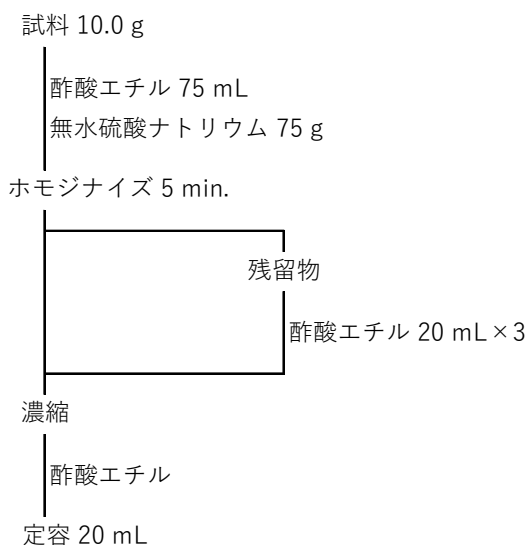 試料 10.0 g
酢酸エチル 75 mL
無水硫酸ナトリウム 75 g
ホモジナイズ 5 min.
残留物
酢酸エチル 20 mL×3
濃縮
酢酸エチル
定容 20 mL